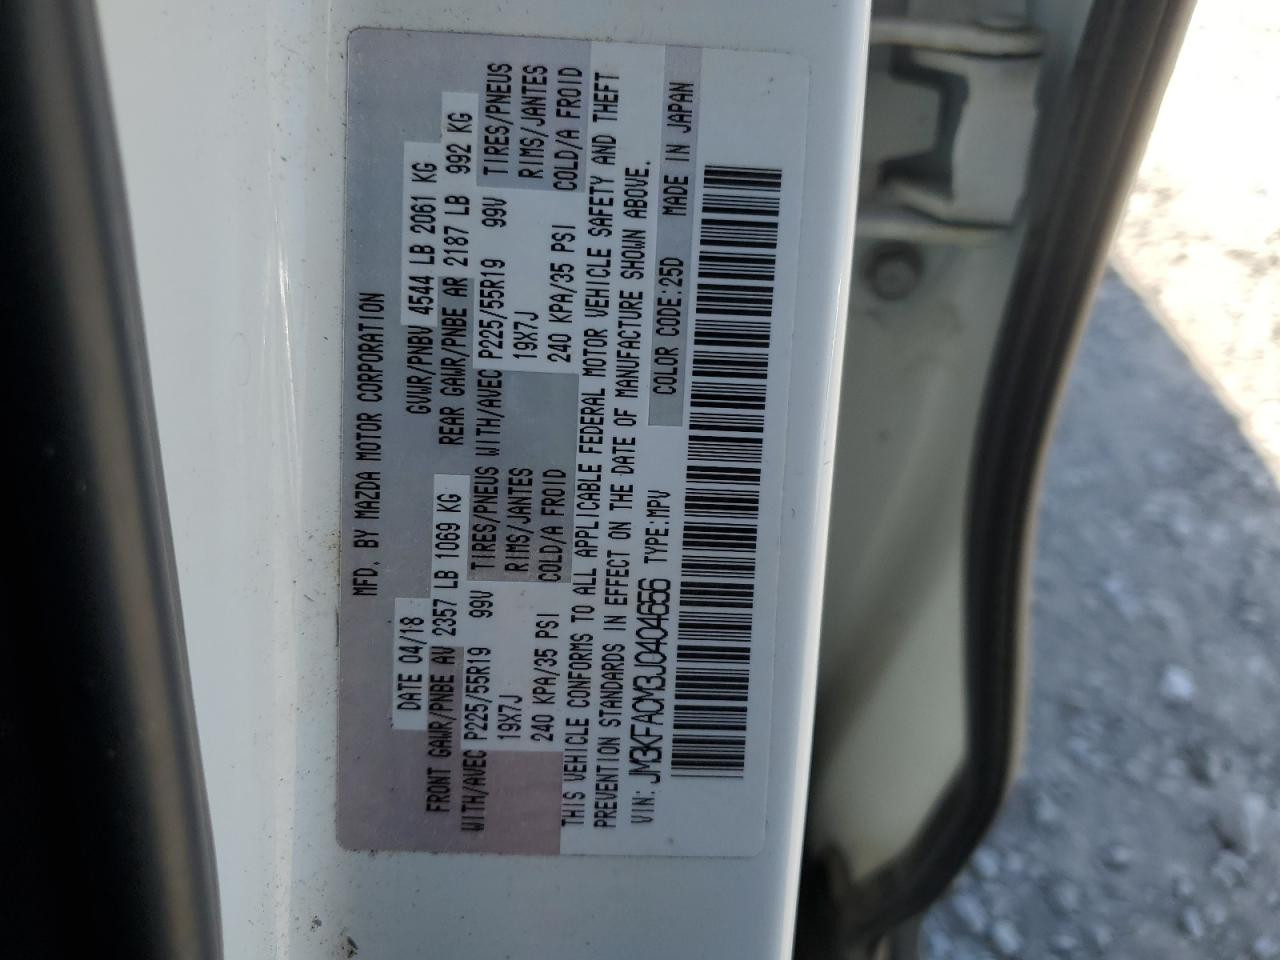 MFD. BY MAZDA MOTOR CORPORATION
DATE 04/18 GVWR/PNBV 4544 LB 2061 KG
FRONT GAWR/PNBE AV 2357 LB 1069 KG REAR GAWR/PNBE AR 2187 LB 992 KG
WITH/AVEC P225/55R19 99V TIRES/PNEUS WITH/AVEC P225/55R19 99V TIRES/PNEUS
19X7J RIMS/JANTES 19X7J RIMS/JANTES
240 KPA/35 PSI COLD/A FROID 240 KPA/35 PSI COLD/A FROID
THIS VEHICLE CONFORMS TO ALL APPLICABLE FEDERAL MOTOR VEHICLE SAFETY AND THEFT
PREVENTION STANDARDS IN EFFECT ON THE DATE OF MANUFACTURE SHOWN ABOVE.
VIN: JM3KFACM3J0404656 TYPE:MPV COLOR CODE:25D MADE IN JAPAN